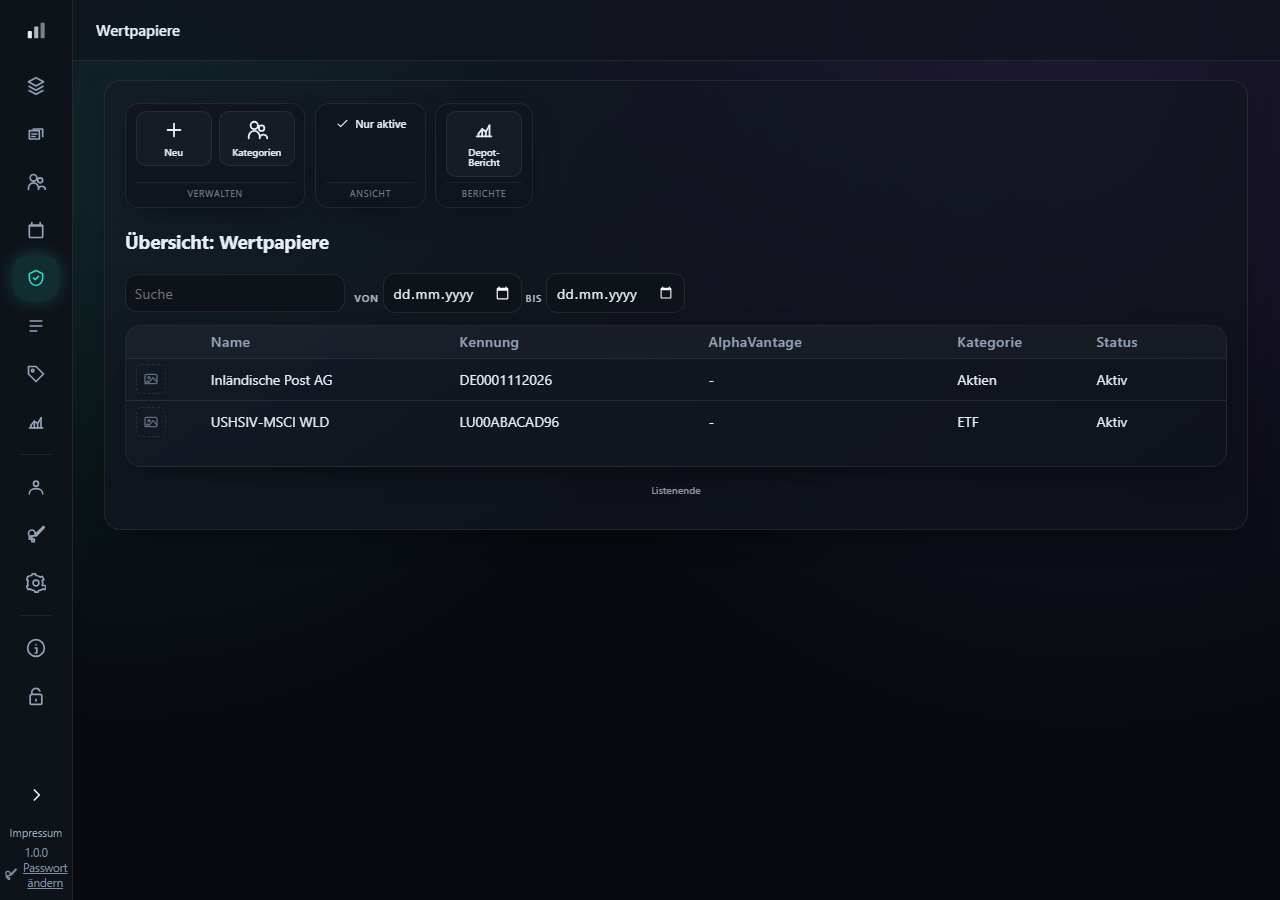 Wertpapiere
Neu
Kategorien
VERWALTEN
Nur aktive
ANSICHT
Depot-
Bericht
BERICHTE
Übersicht: Wertpapiere
Suche
VON
dd.mm.yyyy
BIS
dd.mm.yyyy
Name Kennung AlphaVantage Kategorie Status
Inländische Post AG DE0001112026 - Aktien Aktiv
USHSIV-MSCI WLD LU00ABACAD96 - ETF Aktiv
Listenende
Impressum
1.0.0
Passwort
ändern